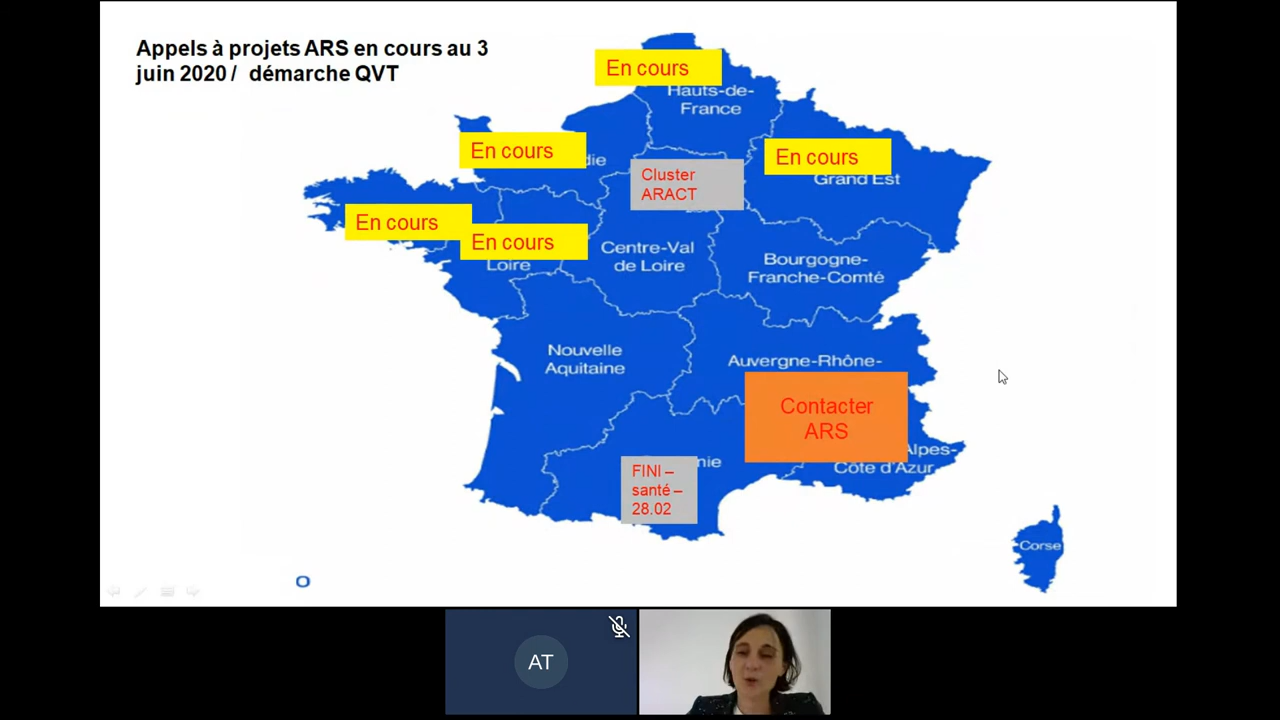 Appels à projets ARS en cours au 3
juin 2020 / démarche QVT
En cours
Hauts-de-
France
En cours
die
Cluster
ARACT
En cours
Grand Est
En cours
En cours
Loire
Centre-Val
de Loire
Bourgogne-
Franche-Comté
Nouvelle
Aquitaine
Auvergne-Rhône-
Contacter
ARS
Alpes-
Côte d'Azur
nie
FINI –
santé –
28.02
Corse
O
AT